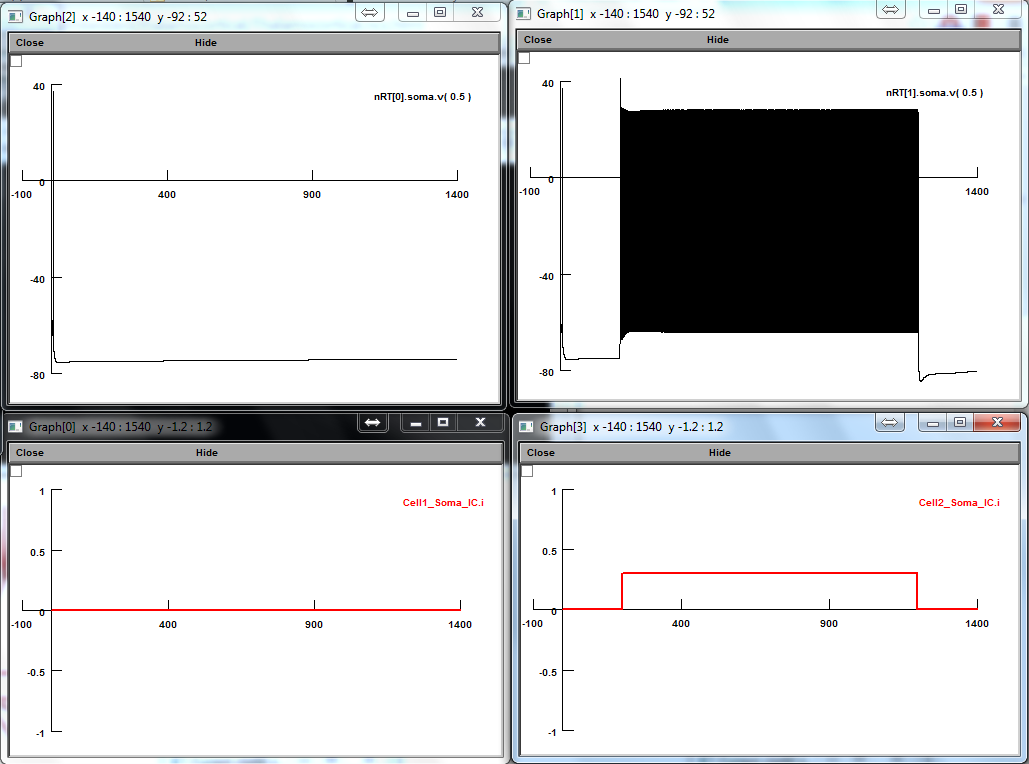 Graph[2] x -140 : 1540 y -92 : 52
Close Hide
nRT[0].soma.v( 0.5 )
40
0
-100 400 900 1400
-40
-80
Graph[1] x -140 : 1540 y -92 : 52
Close Hide
nRT[1].soma.v( 0.5 )
40
0
-100 1400
-40
-80
Graph[0] x -140 : 1540 y -1.2 : 1.2
Close Hide
Cell1_Soma_IC.i
1
0.5
0
-100 400 900 1400
-0.5
-1
Graph[3] x -140 : 1540 y -1.2 : 1.2
Close Hide
Cell2_Soma_IC.i
1
0.5
0
-100 400 900 1400
-0.5
-1